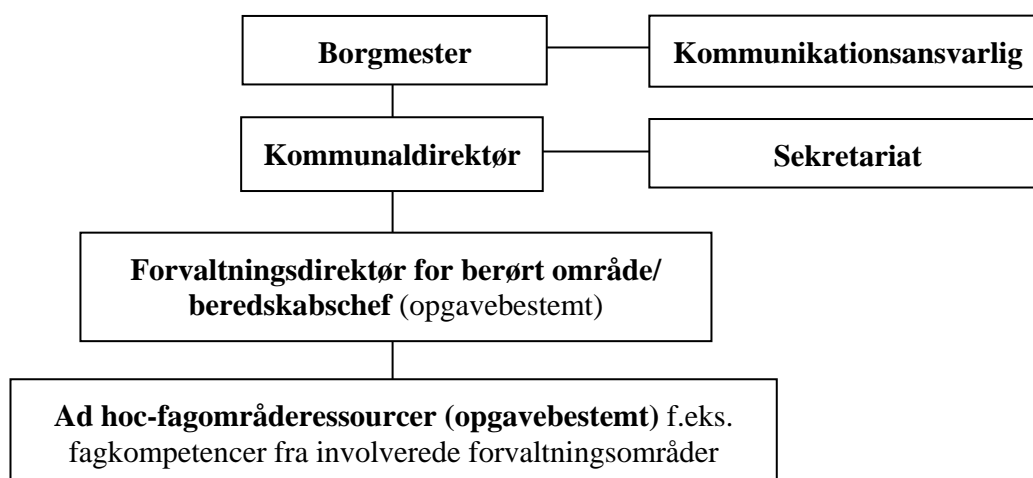 Borgmester
Kommunikationsansvarlig
Kommunaldirektør
Sekretariat
Forvaltningsdirektør for berørt område/
beredskabschef (opgavebestemt)
Ad hoc-fagområderessourcer (opgavebestemt) f.eks.
fagkompetencer fra involverede forvaltningsområder